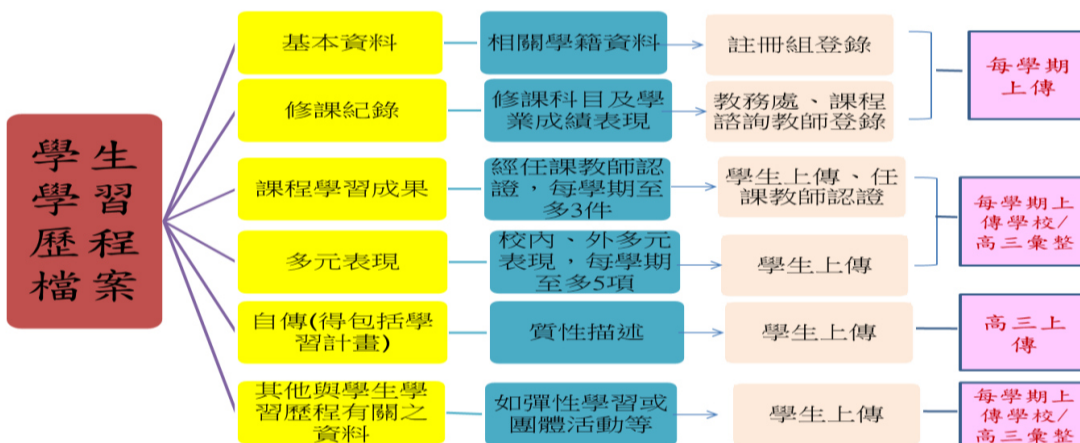 學生
學習
歷程
檔案
基本資料
相關學籍資料
註冊組登錄
每學期
上傳
修課紀錄
修課科目及學
業成績表現
教務處、課程
諮詢教師登錄
課程學習成果
經任課教師認
證，每學期至
多3件
學生上傳、任
課教師認證
每學期上
傳學校/
高三彙整
多元表現
校內、外多元
表現，每學期
至多5項
學生上傳
自傳(得包括學
習計畫)
質性描述
學生上傳
高三上
傳
其他與學生學
習歷程有關之
資料
如彈性學習或
團體活動等
學生上傳
每學期上
傳學校/
高三彙整